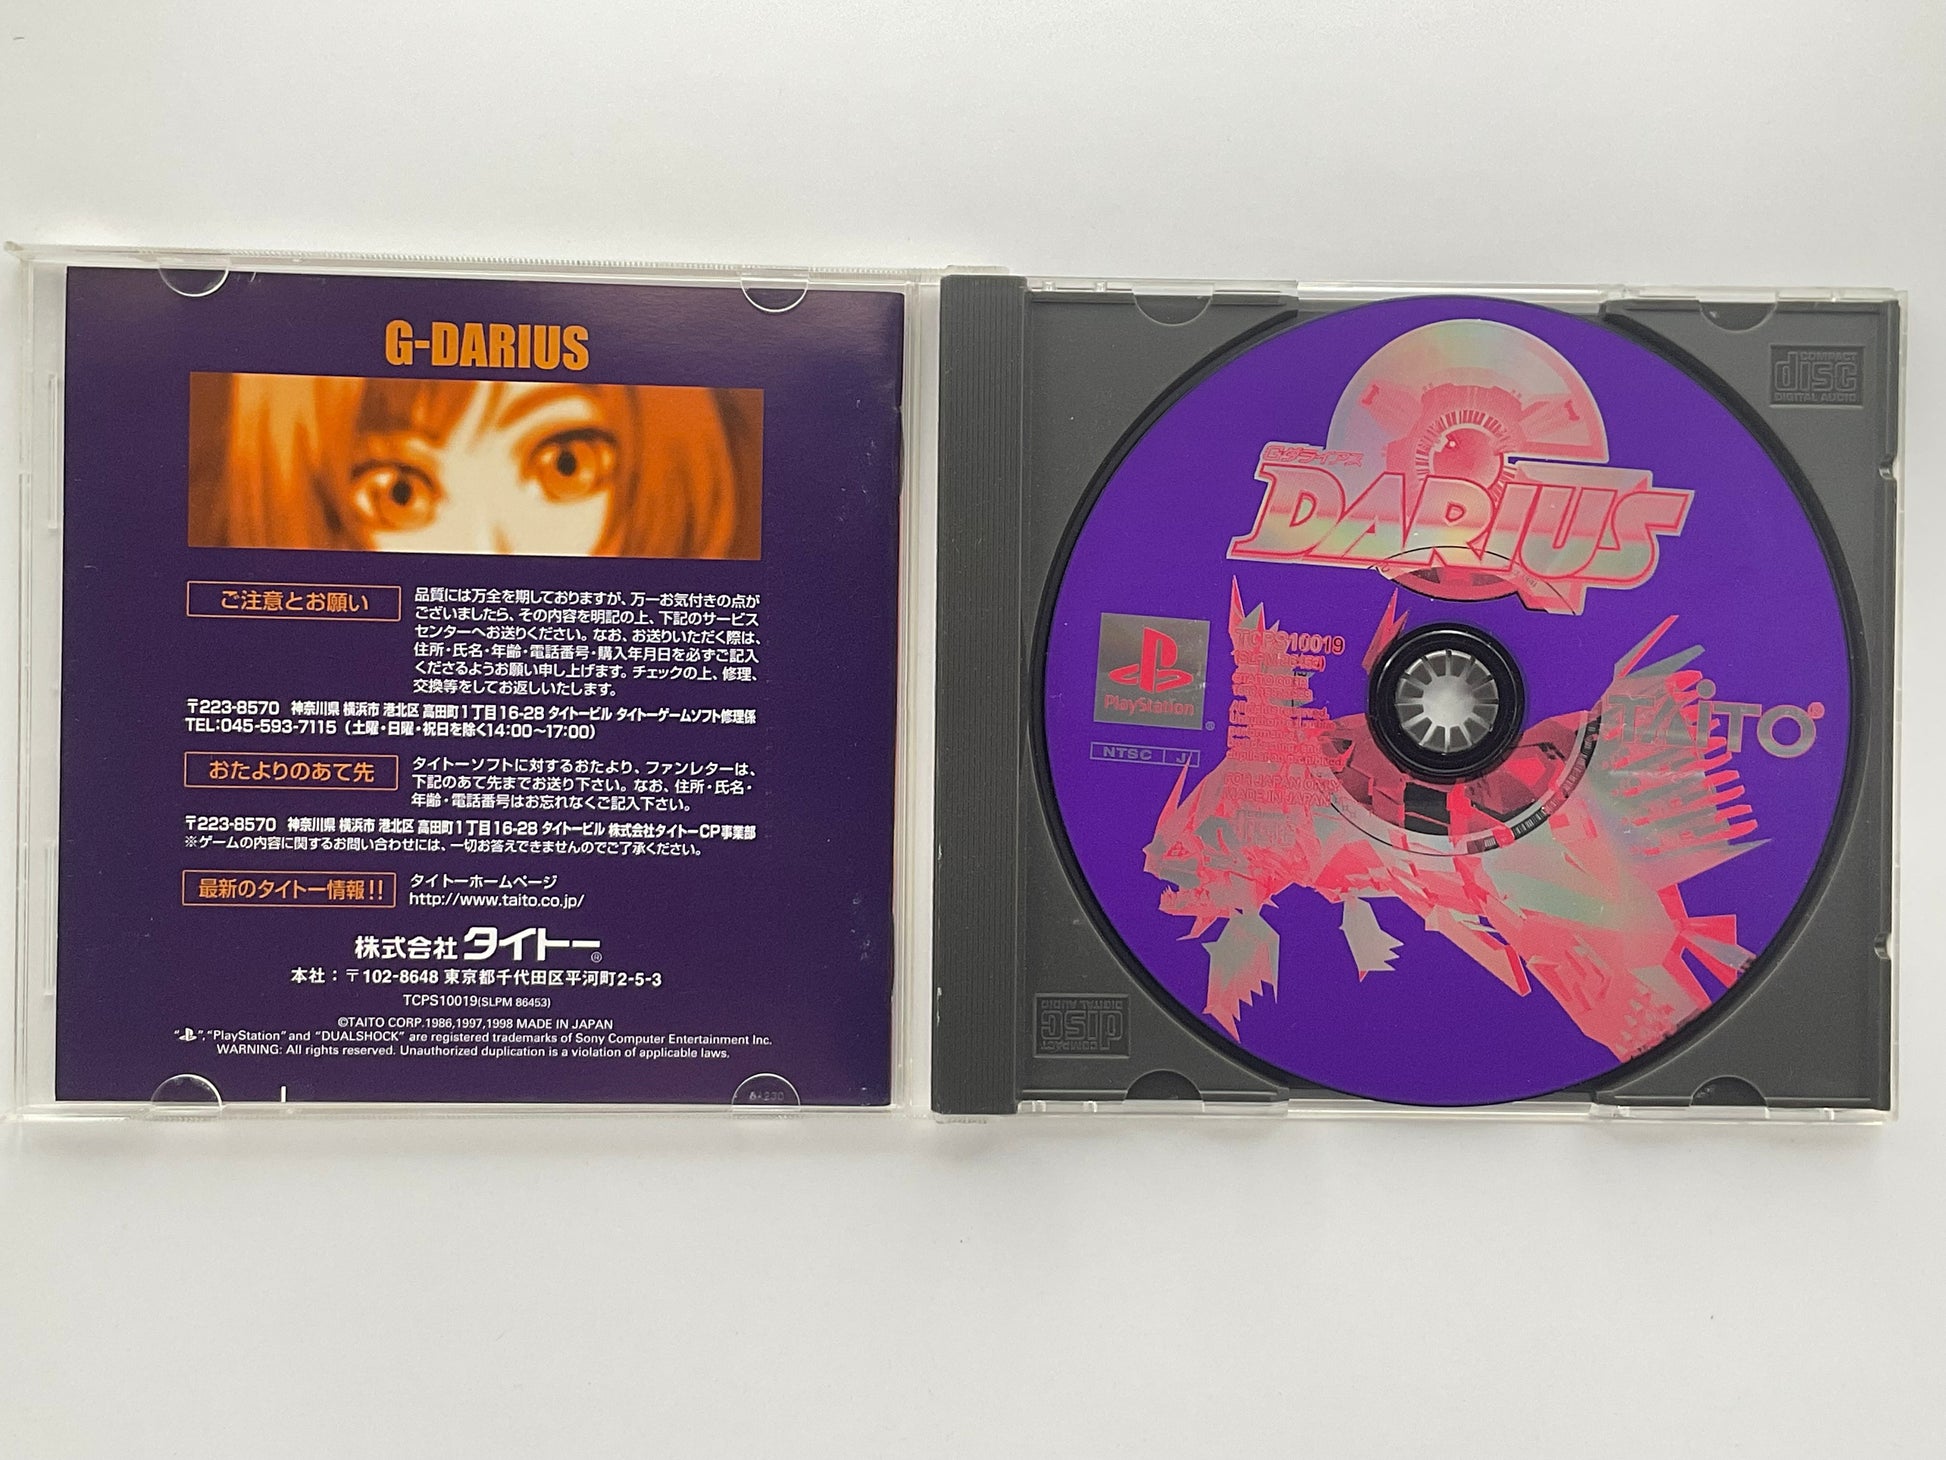 G-DARIUS
ご注意とお願い
品質には万全を期しておりますが、万一お気付きの点が
ございましたら、その内容を明記の上、下記のサービス
センターへお送りください。なお、お送りいただく際は、
住所・氏名・年齢・電話番号・購入年月日を必ずご記入
くださるようお願い申し上げます。チェックの上、修理、
交換等をしてお返しいたします。
〒223-8570 神奈川県 横浜市 港北区 高田町1丁目16-28 タイトービル タイトーゲームソフト修理係
TEL:045-593-7115（土曜・日曜・祝日を除く14:00〜17:00）
おたよりのあて先
タイトーソフトに対するおたより、ファンレターは、
下記のあて先までお送り下さい。なお、住所・氏名・
年齢・電話番号はお忘れなくご記入下さい。
〒223-8570 神奈川県 横浜市 港北区 高田町1丁目16-28 タイトービル 株式会社タイトーCP事業部
※ゲームの内容に関するお問い合わせには、一切お答えできませんのでご了承ください。
最新のタイトー情報!!
タイトーホームページ
http://www.taito.co.jp/
株式会社 タイトー®
本社：〒102-8648 東京都千代田区平河町2-5-3
TCPS10019(SLPM 86453)
©TAITO CORP.1986,1997,1998 MADE IN JAPAN
"PS", "PlayStation" and "DUALSHOCK" are registered trademarks of Sony Computer Entertainment Inc.
WARNING: All rights reserved. Unauthorized duplication is a violation of applicable laws.
COMPACT
disc
DIGITAL AUDIO
G-ダライアス
DARIUS
PlayStation®
NTSC J
TCPS10019
FOR JAPAN ONLY
MADE IN JAPAN
TAITO®
COMPACT
disc
DIGITAL AUDIO